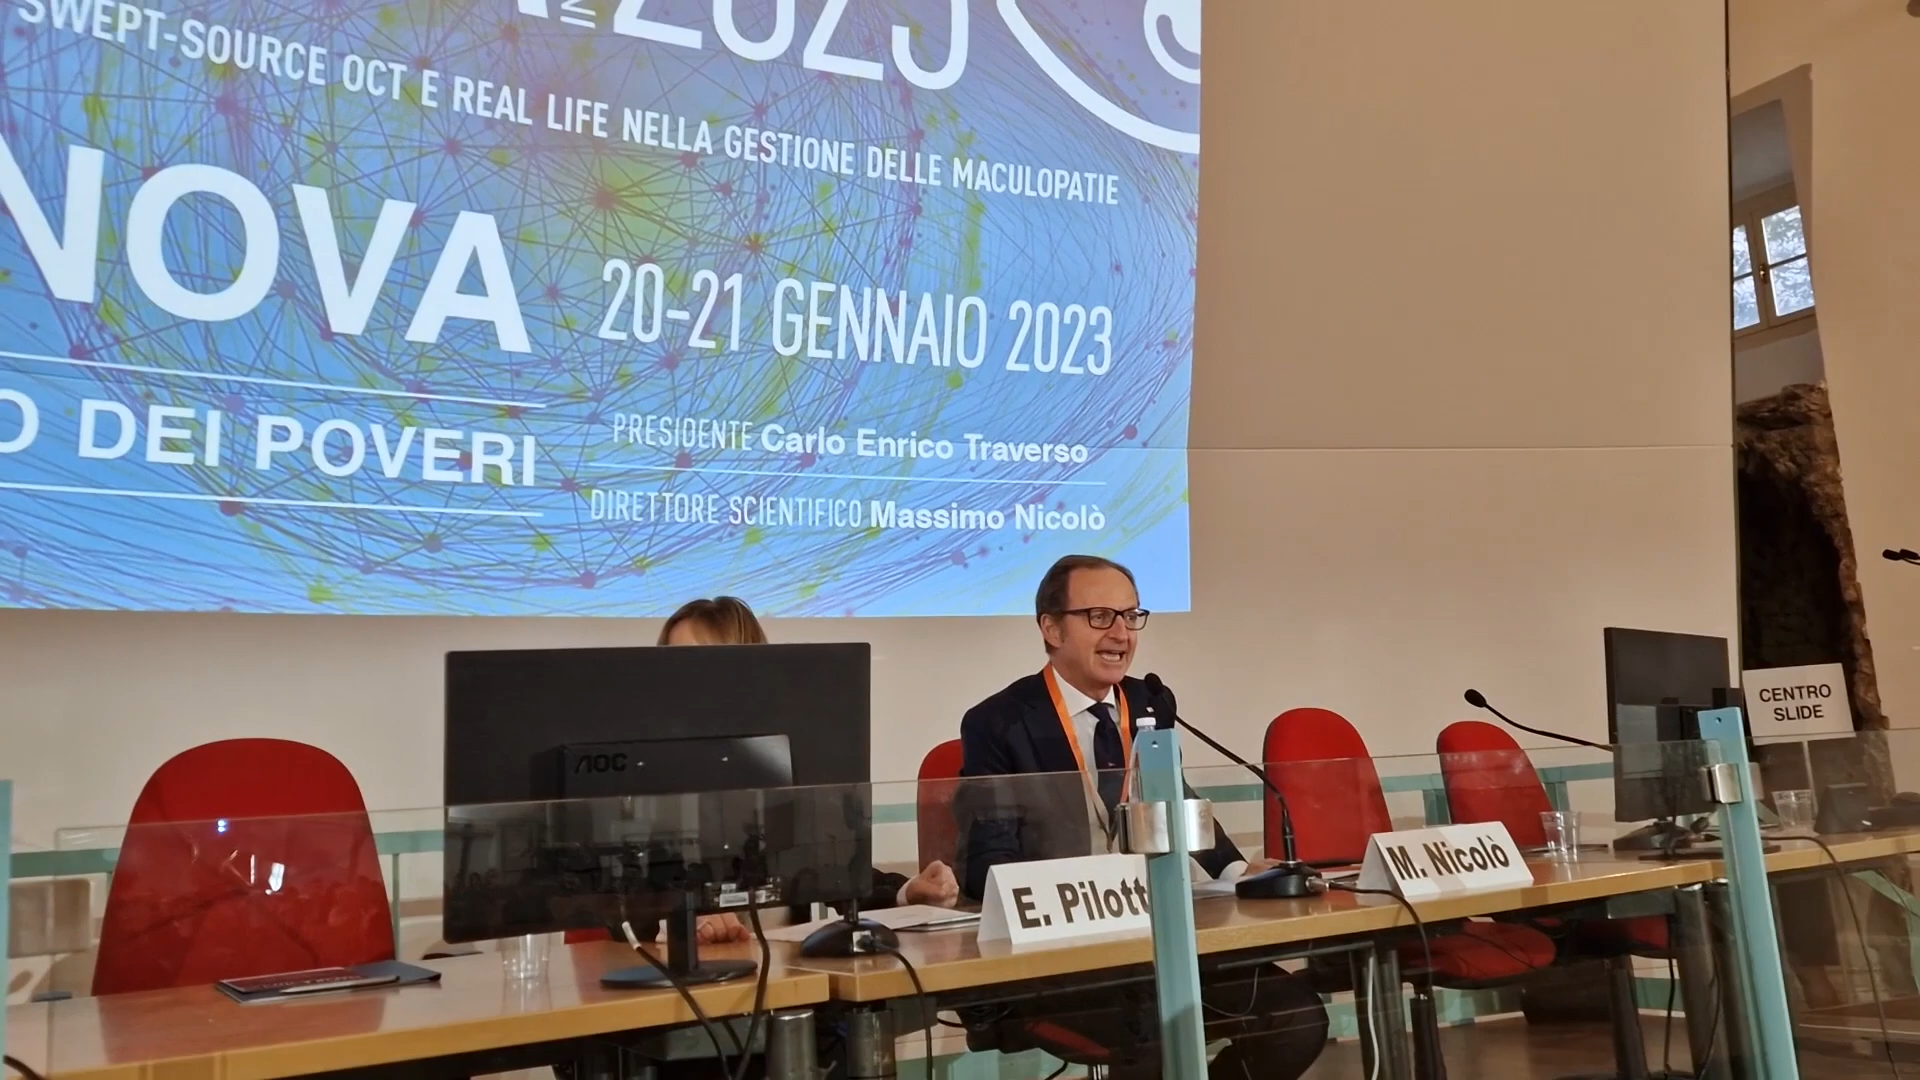 2023
SWEPT-SOURCE OCT E REAL LIFE NELLA GESTIONE DELLE MACULOPATIE
NOVA
20-21 GENNAIO 2023
O DEI POVERI
PRESIDENTE Carlo Enrico Traverso
DIRETTORE SCIENTIFICO Massimo Nicolò
AOC
E. Pilott
M. Nicolò
CENTRO
SLIDE